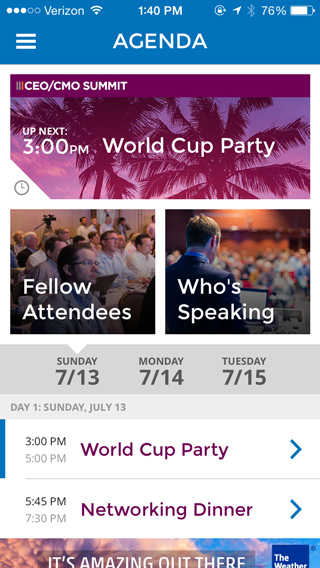 Verizon 1:40 PM 76%
AGENDA
CEO/CMO SUMMIT
UP NEXT:
3:00PM World Cup Party
Fellow
Attendees
Who's
Speaking
SUNDAY MONDAY TUESDAY
7/13 7/14 7/15
DAY 1: SUNDAY, JULY 13
3:00 PM
5:00 PM
World Cup Party
5:45 PM
7:30 PM
Networking Dinner
IT'S AMAZING OUT THERE
The
Weather